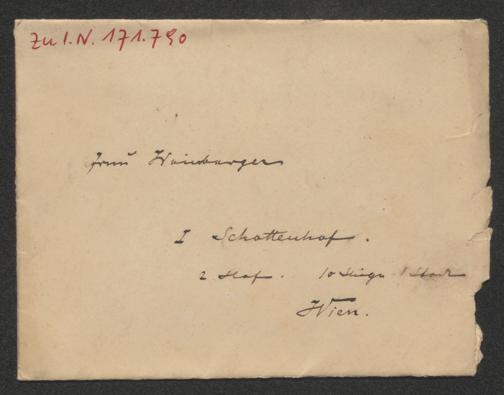 Zu I.N. 171.790
Frau Weinberger
I Schottenhof.
2 Hof. 10 Stiege 1 Stock
Wien.